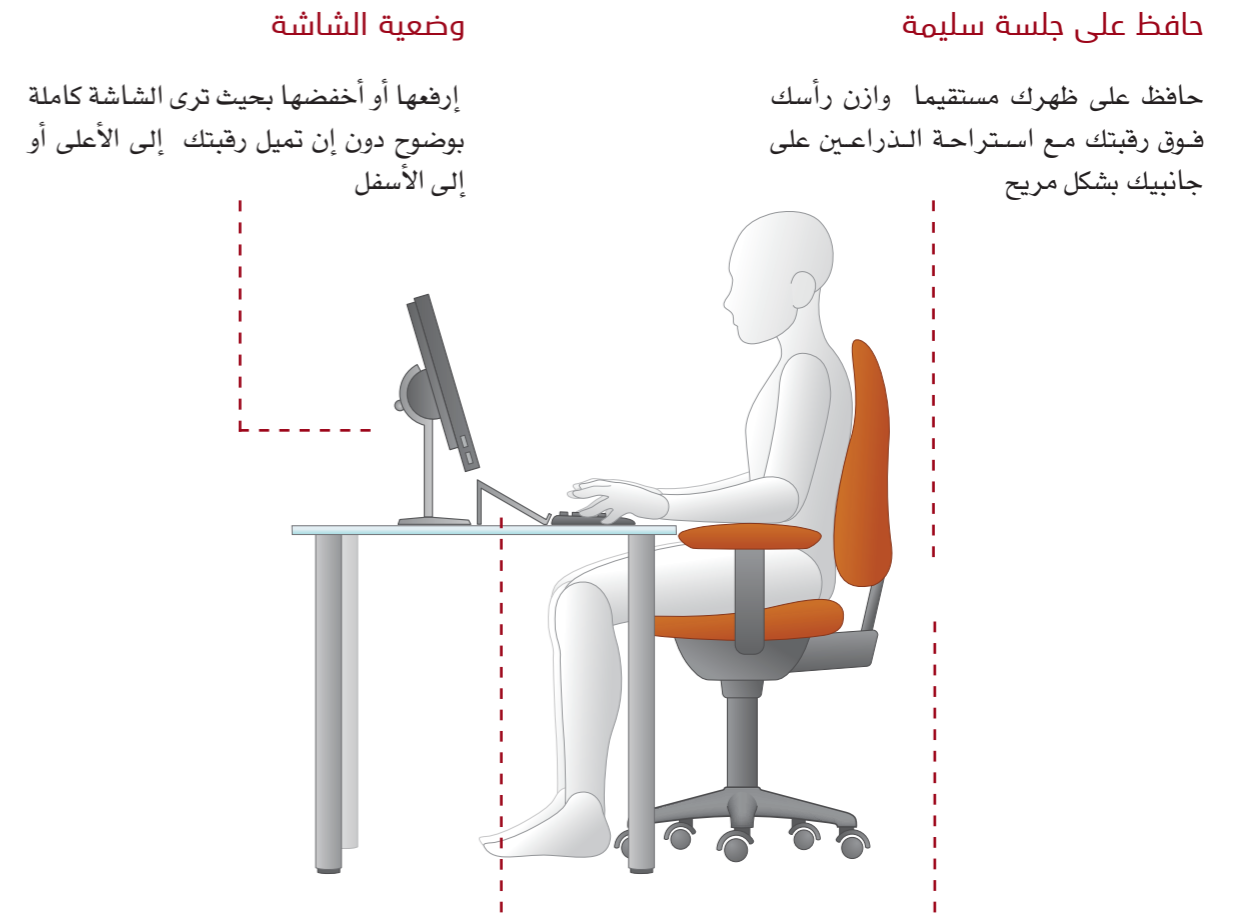 حافظ على جلسة سليمة
حافظ على ظهرك مستقيما وازن رأسك
فوق رقبتك مع استراحة الذراعين على
جانبيك بشكل مريح
وضعية الشاشة
إرفعها أو أخفضها بحيث ترى الشاشة كاملة
بوضوح دون إن تميل رقبتك إلى الأعلى أو
إلى الأسفل